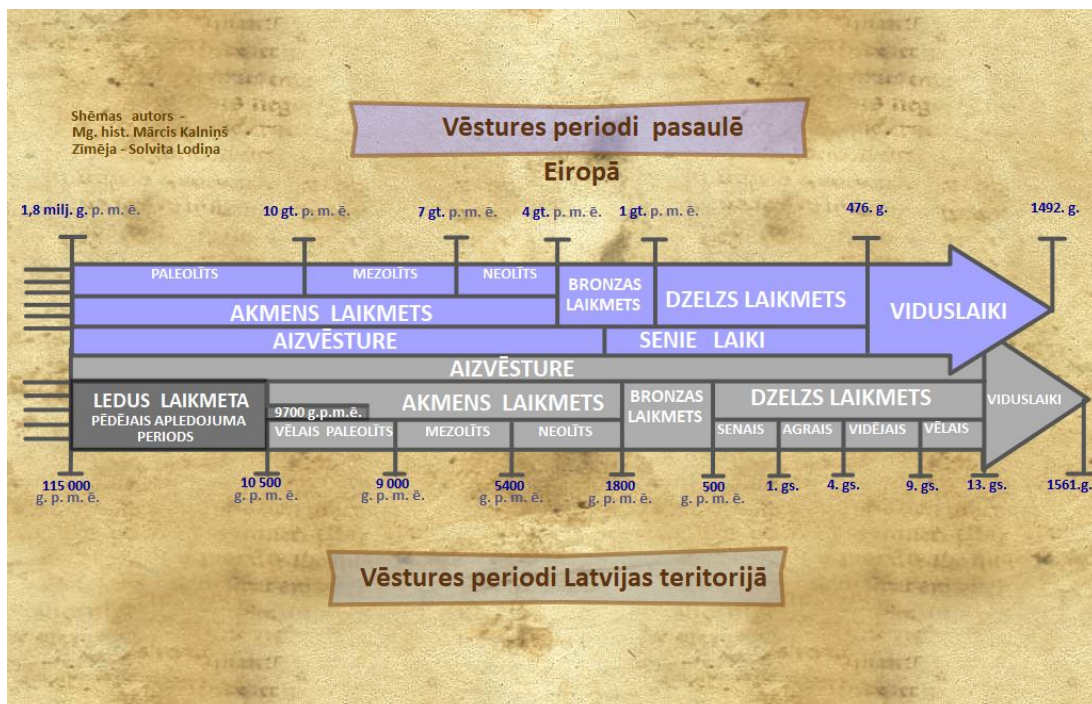 Shēmas autors -
Mg. hist. Mārcis Kalniņš
Zīmēja - Solvita Lodiņa
Vēstures periodi pasaulē
Eiropā
1,8 milj. g. p. m. ē.
10 gt. p. m. ē.
7 gt. p. m. ē.
4 gt. p. m. ē.
1 gt. p. m. ē.
476. g.
1492. g.
PALEOLĪTS
MEZOLĪTS
NEOLĪTS
BRONZAS
LAIKMETS
DZELZS LAIKMETS
VIDUSLAIKI
AKMENS LAIKMETS
AIZVĒSTURE
SENIE LAIKI
AIZVĒSTURE
LEDUS LAIKMETA
PĒDĒJAIS APLEDOJUMA
PERIODS
9700 g.p.m.ē.
AKMENS LAIKMETS
BRONZAS
LAIKMETS
DZELZS LAIKMETS
VIDUSLAIKI
VĒLAIS PALEOLĪTS
MEZOLĪTS
NEOLĪTS
SENAIS
AGRAIS
VIDĒJAIS
VĒLAIS
115 000
g. p. m. ē.
10 500
g. p. m. ē.
9 000
g. p. m. ē.
5400
g. p. m. ē.
1800
g. p. m. ē.
500
g. p. m. ē.
1. gs.
4. gs.
9. gs.
13. gs.
1561.g.
Vēstures periodi Latvijas teritorijā